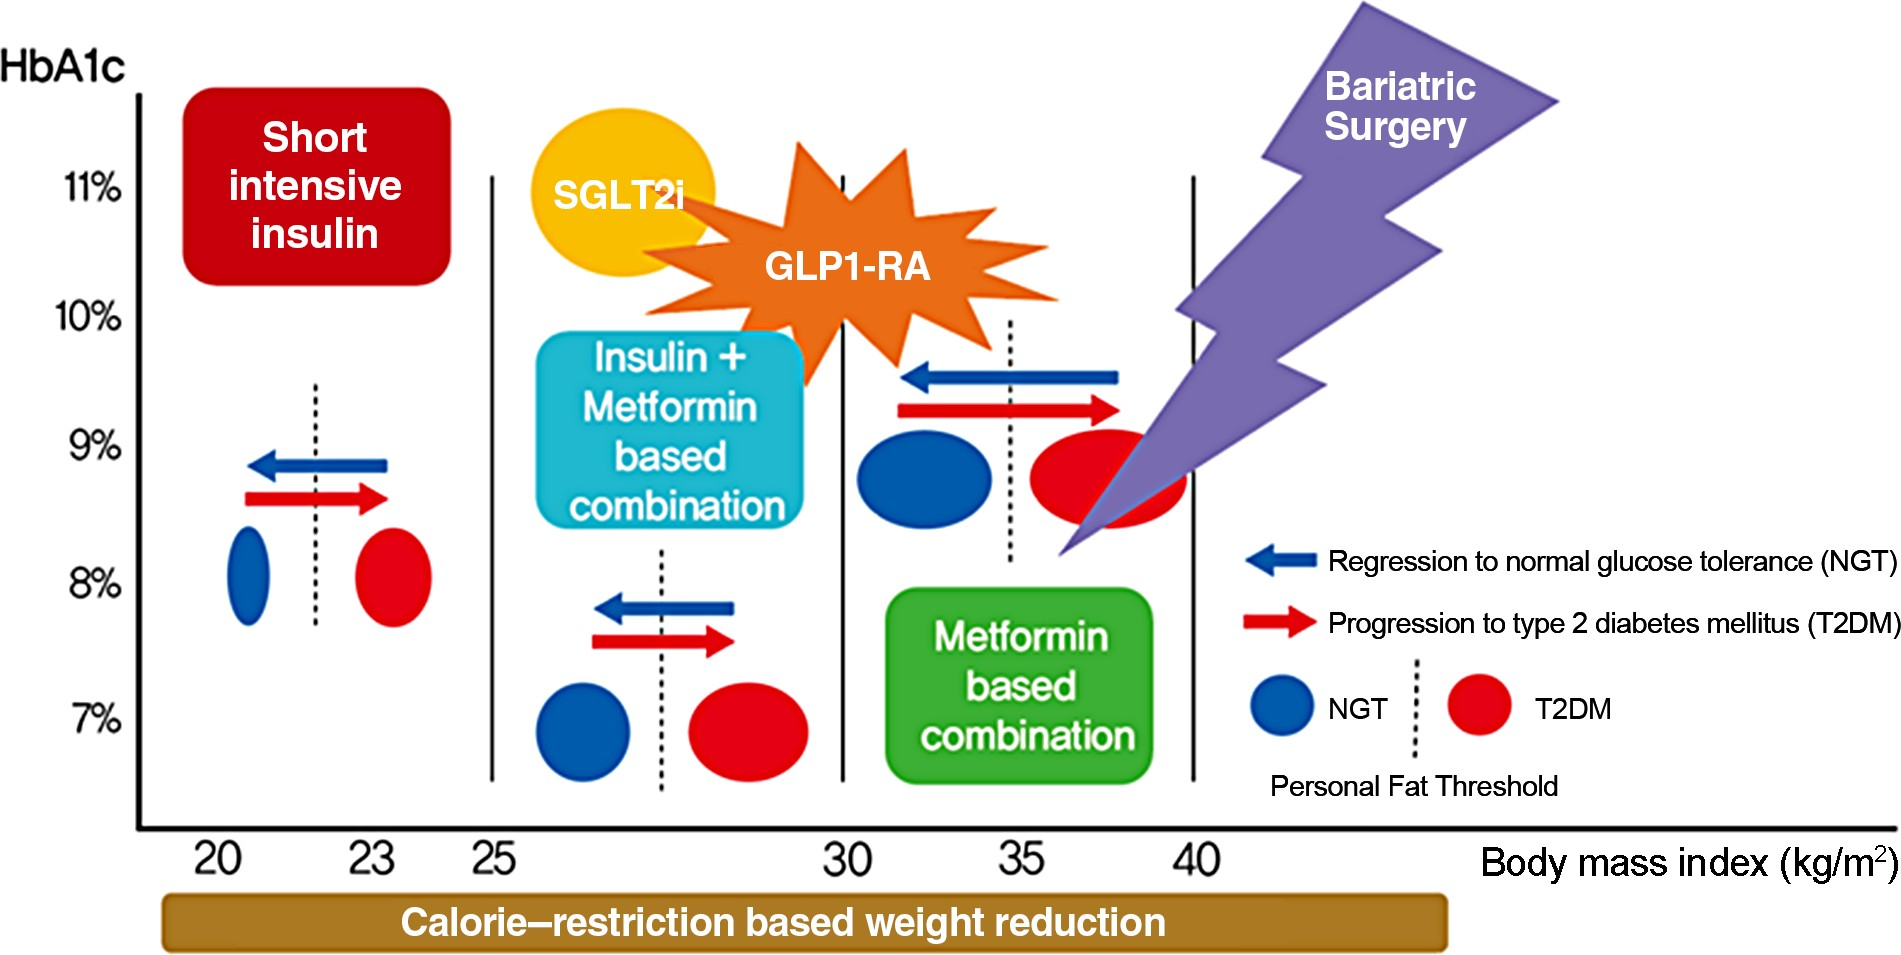 HbA1c
11%
10%
9%
8%
7%
Short
intensive
insulin
SGLT2i
GLP1-RA
Bariatric
Surgery
Insulin +
Metformin
based
combination
Metformin
based
combination
Regression to normal glucose tolerance (NGT)
Progression to type 2 diabetes mellitus (T2DM)
NGT
T2DM
Personal Fat Threshold
20
23
25
30
35
40
Body mass index (kg/m²)
Calorie–restriction based weight reduction